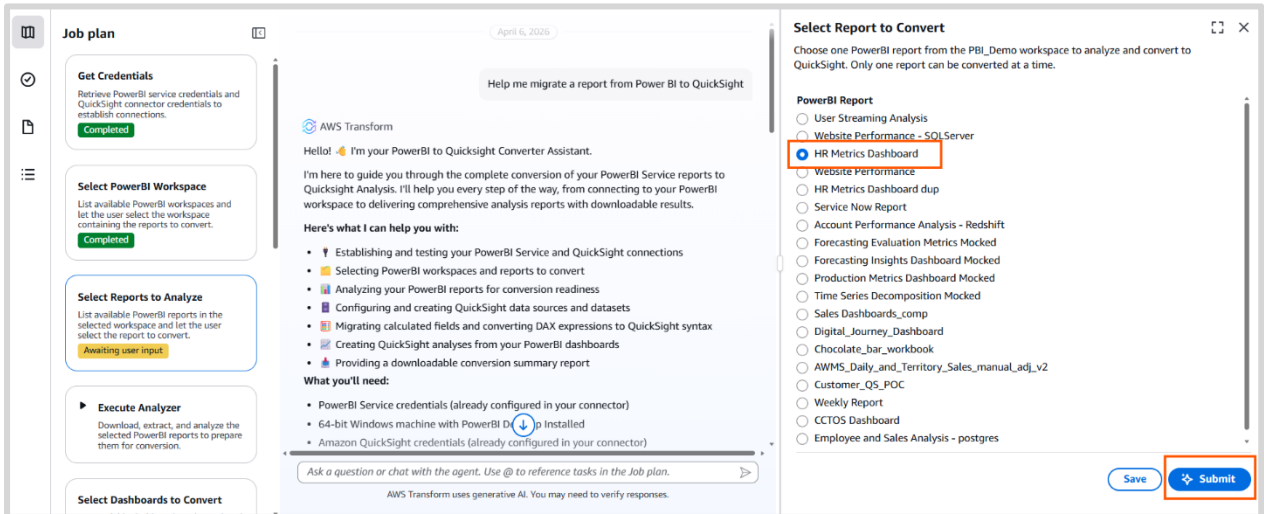 Job plan
Get Credentials
Retrieve PowerBI service credentials and
QuickSight connector credentials to
establish connections.
Completed
Select PowerBI Workspace
List available PowerBI workspaces and
let the user select the workspace
containing the reports to convert.
Completed
Select Reports to Analyze
List available PowerBI reports in the
selected workspace and let the user
select the report to convert.
Awaiting user input
Execute Analyzer
Download, extract, and analyze the
selected PowerBI reports to prepare
them for conversion.
Select Dashboards to Convert
April 6, 2026
Help me migrate a report from Power BI to QuickSight
AWS Transform
Hello! 👋 I'm your PowerBI to Quicksight Converter Assistant.
I'm here to guide you through the complete conversion of your PowerBI Service reports to
Quicksight Analysis. I'll help you every step of the way, from connecting to your PowerBI
workspace to delivering comprehensive analysis reports with downloadable results.
Here's what I can help you with:
• Establishing and testing your PowerBI Service and QuickSight connections
• Selecting PowerBI workspaces and reports to convert
• Analyzing your PowerBI reports for conversion readiness
• Configuring and creating QuickSight data sources and datasets
• Migrating calculated fields and converting DAX expressions to QuickSight syntax
• Creating QuickSight analyses from your PowerBI dashboards
• Providing a downloadable conversion summary report
What you'll need:
• PowerBI Service credentials (already configured in your connector)
• 64-bit Windows machine with PowerBI Installed
• Amazon QuickSight credentials (already configured in your connector)
Ask a question or chat with the agent. Use @ to reference tasks in the Job plan.
AWS Transform uses generative AI. You may need to verify responses.
Select Report to Convert
Choose one PowerBI report from the PBI_Demo workspace to analyze and convert to
QuickSight. Only one report can be converted at a time.
PowerBI Report
User Streaming Analysis
Website Performance - SQLServer
HR Metrics Dashboard
Website Performance
HR Metrics Dashboard dup
Service Now Report
Account Performance Analysis - Redshift
Forecasting Evaluation Metrics Mocked
Forecasting Insights Dashboard Mocked
Production Metrics Dashboard Mocked
Time Series Decomposition Mocked
Sales Dashboards_comp
Digital_Journey_Dashboard
Chocolate_bar_workbook
AWMS_Daily_and_Territory_Sales_manual_adj_v2
Customer_QS_POC
Weekly Report
CCTOS Dashboard
Employee and Sales Analysis - postgres
Save
Submit